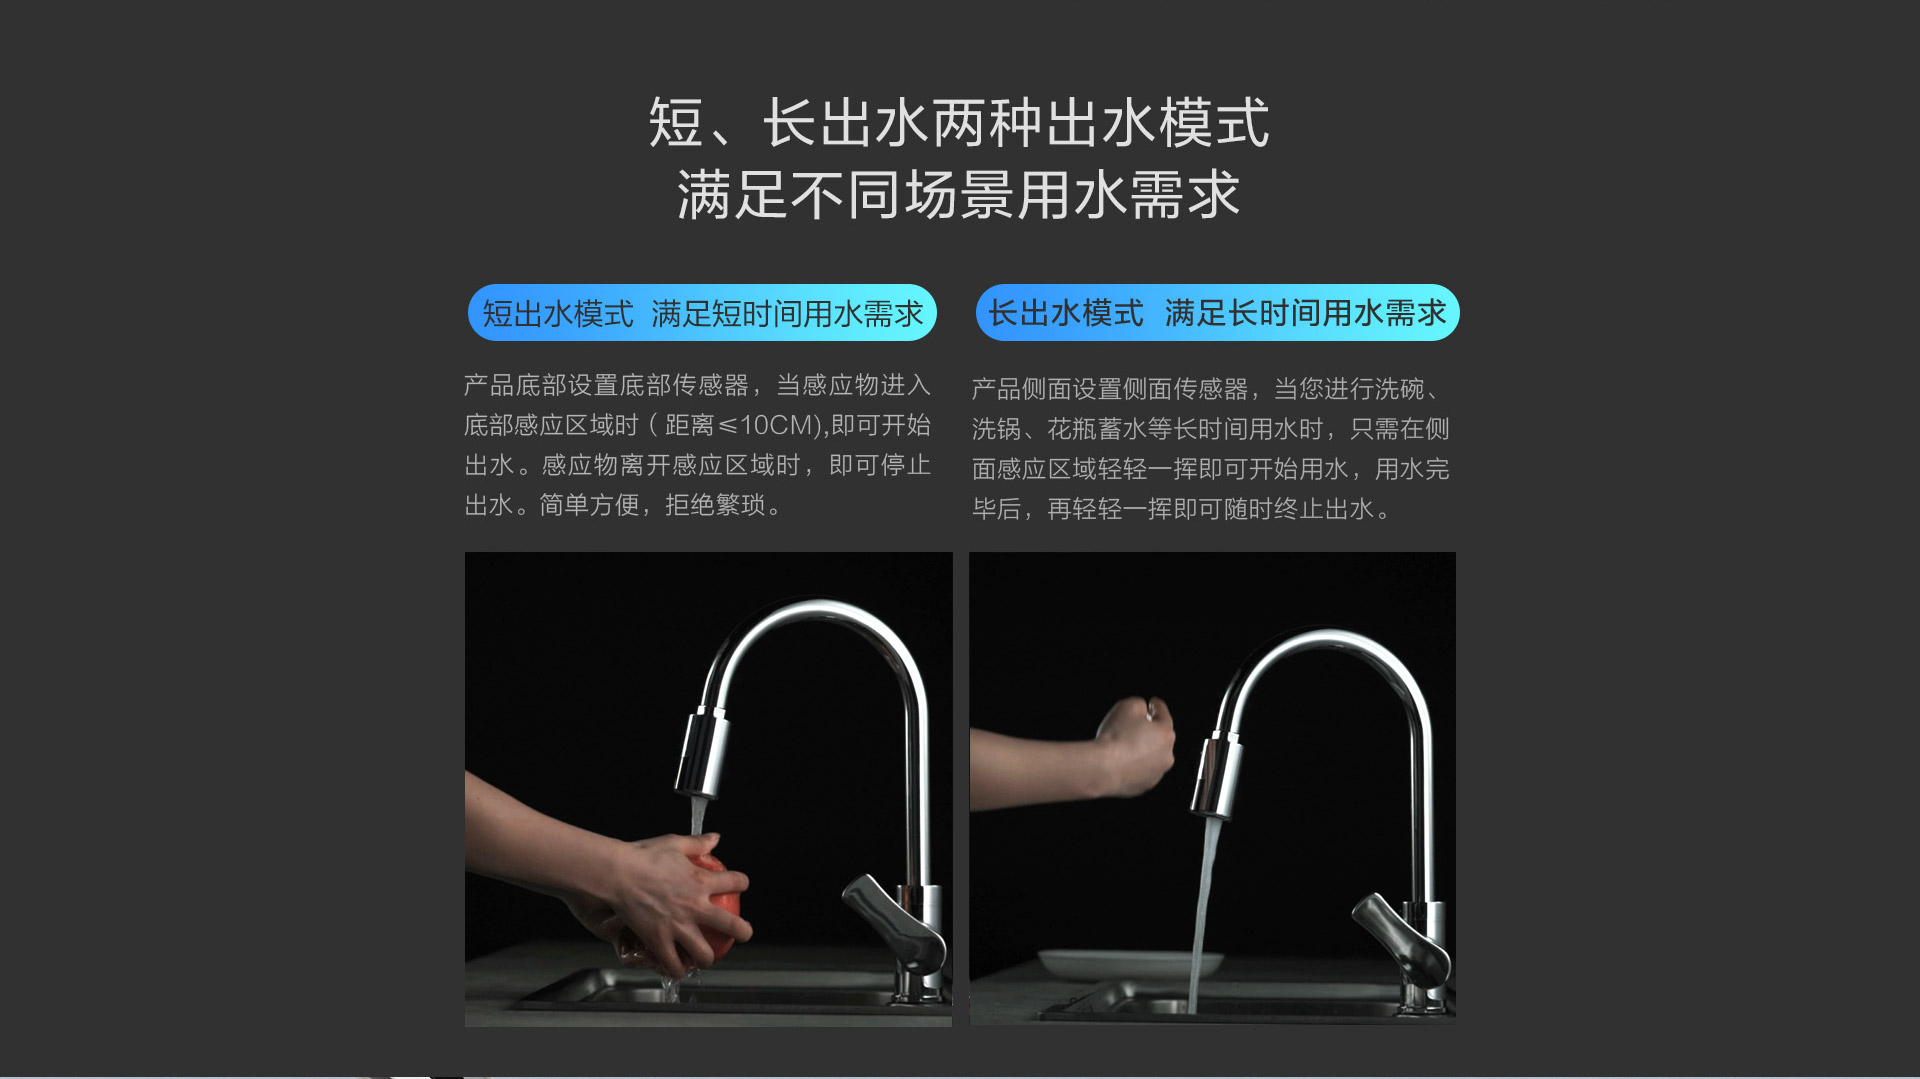 短、长出水两种出水模式
满足不同场景用水需求
短出水模式 满足短时间用水需求
产品底部设置底部传感器，当感应物进入
底部感应区域时（距离≤10CM),即可开始
出水。感应物离开感应区域时，即可停止
出水。简单方便，拒绝繁琐。
长出水模式 满足长时间用水需求
产品侧面设置侧面传感器，当您进行洗碗、
洗锅、花瓶蓄水等长时间用水时，只需在侧
面感应区域轻轻一挥即可开始用水，用水完
毕后，再轻轻一挥即可随时终止出水。